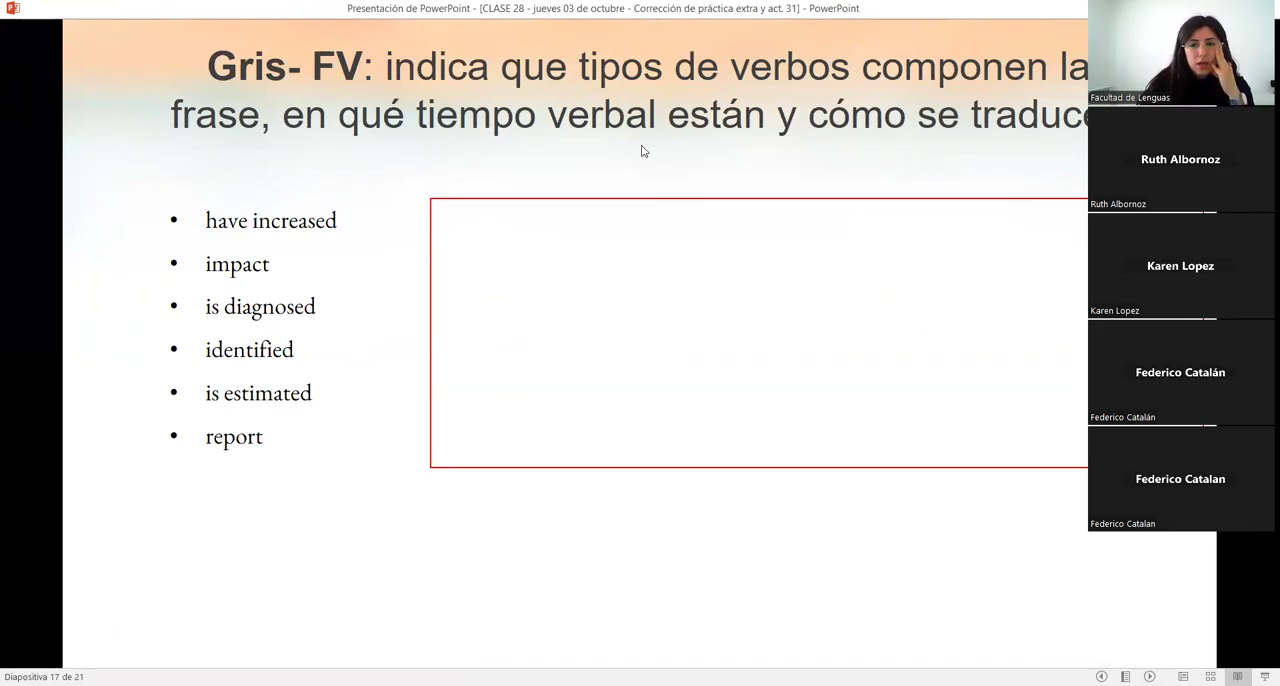 Presentación de PowerPoint - [CLASE 28 - jueves 03 de octubre - Corrección de práctica extra y act. 31] - PowerPoint
Gris- FV: indica que tipos de verbos componen la
frase, en qué tiempo verbal están y cómo se traduce
• have increased
• impact
• is diagnosed
• identified
• is estimated
• report
Facultad de Lenguas
Ruth Albornoz
Ruth Albornoz
Karen Lopez
Karen Lopez
Federico Catalán
Federico Catalán
Federico Catalan
Federico Catalan
Diapositiva 17 de 21